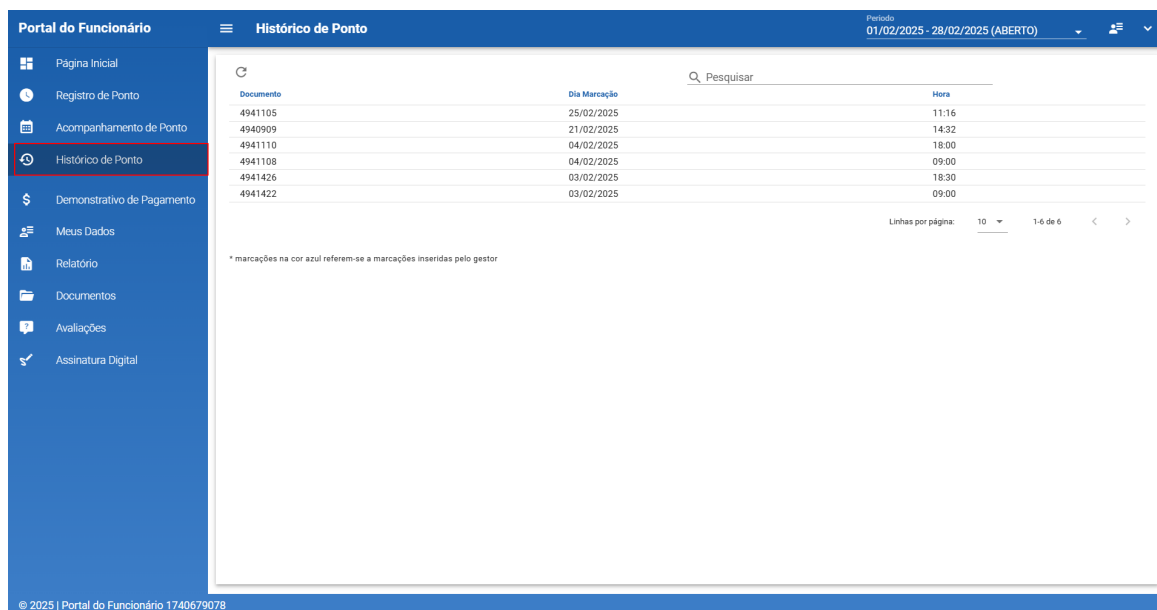 Portal do Funcionário
Histórico de Ponto
Período
01/02/2025 - 28/02/2025 (ABERTO)
Página Inicial
Registro de Ponto
Acompanhamento de Ponto
Histórico de Ponto
Demonstrativo de Pagamento
Meus Dados
Relatório
Documentos
Avaliações
Assinatura Digital
Pesquisar
Documento Dia Marcação Hora
4941105 25/02/2025 11:16
4940909 21/02/2025 14:32
4941110 04/02/2025 18:00
4941108 04/02/2025 09:00
4941426 03/02/2025 18:30
4941422 03/02/2025 09:00
Linhas por página: 10 1-6 de 6
* marcações na cor azul referem-se a marcações inseridas pelo gestor
© 2025 | Portal do Funcionário 1740679078